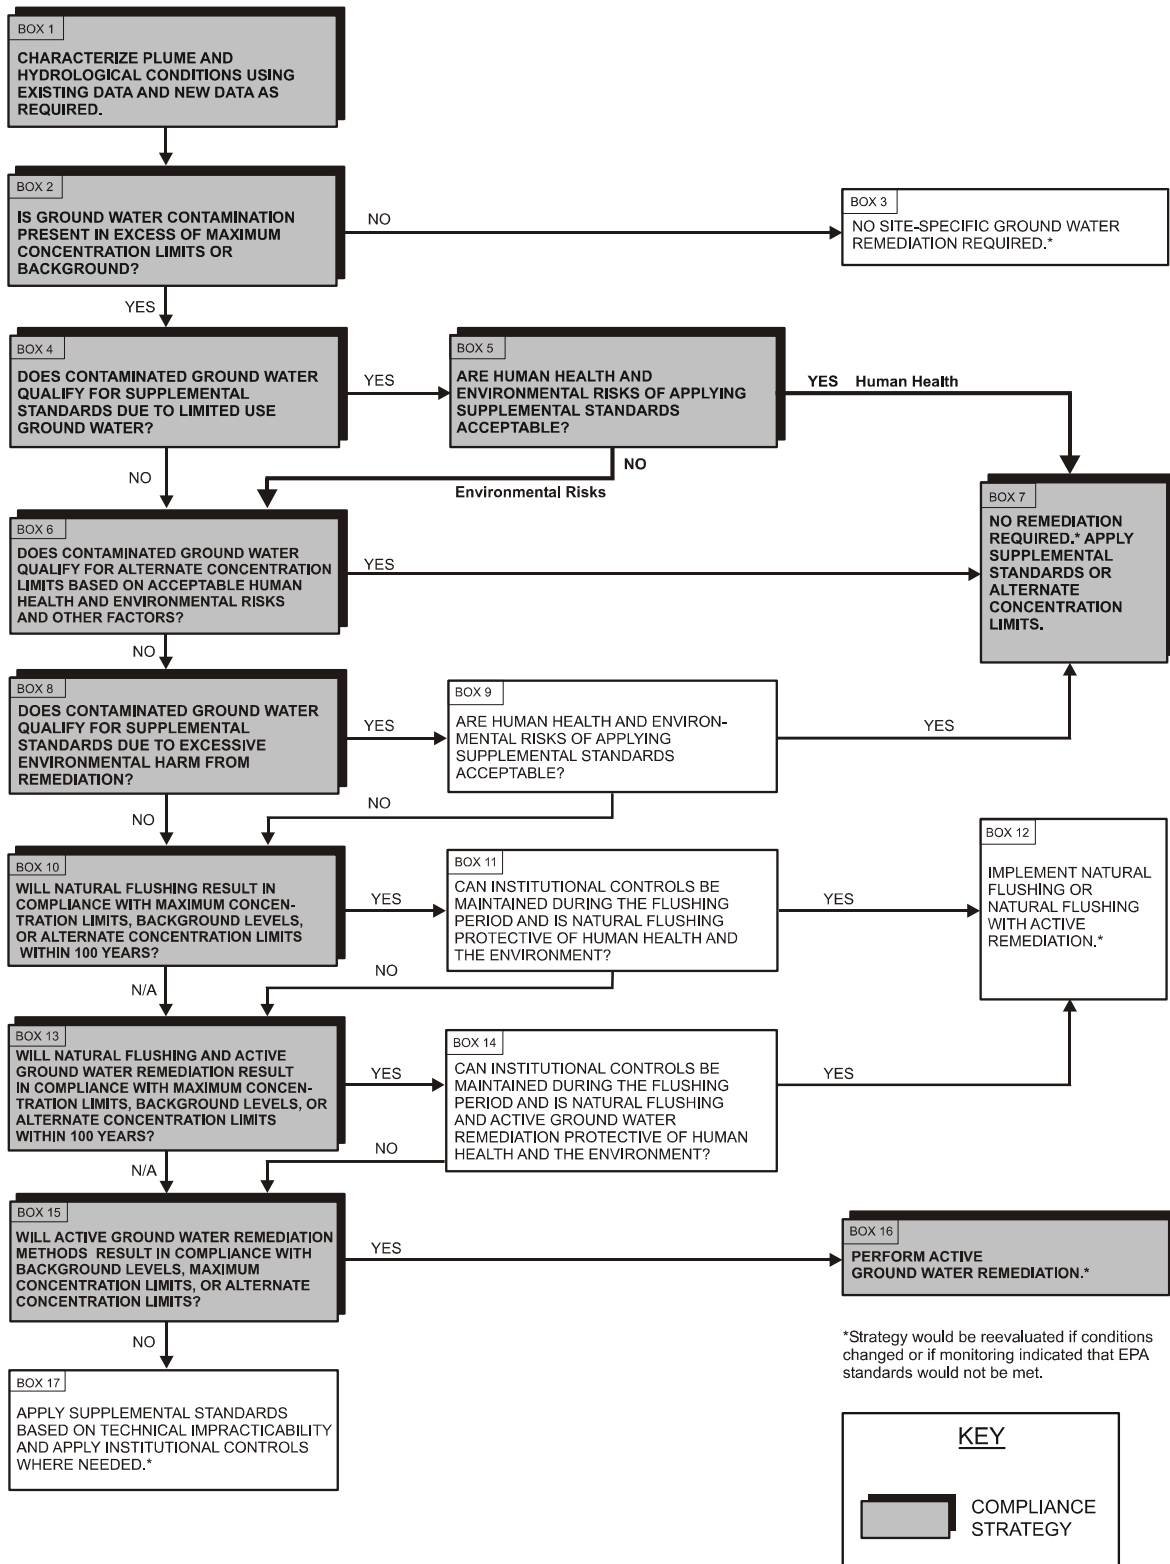 BOX 1
CHARACTERIZE PLUME AND
HYDROLOGICAL CONDITIONS USING
EXISTING DATA AND NEW DATA AS
REQUIRED.
BOX 2
IS GROUND WATER CONTAMINATION
PRESENT IN EXCESS OF MAXIMUM
CONCENTRATION LIMITS OR
BACKGROUND?
NO
BOX 3
NO SITE-SPECIFIC GROUND WATER
REMEDIATION REQUIRED.*
YES
BOX 4
DOES CONTAMINATED GROUND WATER
QUALIFY FOR SUPPLEMENTAL
STANDARDS DUE TO LIMITED USE
GROUND WATER?
YES
BOX 5
ARE HUMAN HEALTH AND
ENVIRONMENTAL RISKS OF APPLYING
SUPPLEMENTAL STANDARDS
ACCEPTABLE?
YES Human Health
NO
NO
Environmental Risks
BOX 6
DOES CONTAMINATED GROUND WATER
QUALIFY FOR ALTERNATE CONCENTRATION
LIMITS BASED ON ACCEPTABLE HUMAN
HEALTH AND ENVIRONMENTAL RISKS
AND OTHER FACTORS?
YES
BOX 7
NO REMEDIATION
REQUIRED.* APPLY
SUPPLEMENTAL
STANDARDS OR
ALTERNATE
CONCENTRATION
LIMITS.
NO
BOX 8
DOES CONTAMINATED GROUND WATER
QUALIFY FOR SUPPLEMENTAL
STANDARDS DUE TO EXCESSIVE
ENVIRONMENTAL HARM FROM
REMEDIATION?
YES
BOX 9
ARE HUMAN HEALTH AND ENVIRON-
MENTAL RISKS OF APPLYING
SUPPLEMENTAL STANDARDS
ACCEPTABLE?
YES
NO
NO
BOX 10
WILL NATURAL FLUSHING RESULT IN
COMPLIANCE WITH MAXIMUM CONCEN-
TRATION LIMITS, BACKGROUND LEVELS,
OR ALTERNATE CONCENTRATION LIMITS
WITHIN 100 YEARS?
YES
BOX 11
CAN INSTITUTIONAL CONTROLS BE
MAINTAINED DURING THE FLUSHING
PERIOD AND IS NATURAL FLUSHING
PROTECTIVE OF HUMAN HEALTH AND
THE ENVIRONMENT?
YES
BOX 12
IMPLEMENT NATURAL
FLUSHING OR
NATURAL FLUSHING
WITH ACTIVE
REMEDIATION.*
N/A
NO
BOX 13
WILL NATURAL FLUSHING AND ACTIVE
GROUND WATER REMEDIATION RESULT
IN COMPLIANCE WITH MAXIMUM CONCEN-
TRATION LIMITS, BACKGROUND LEVELS, OR
ALTERNATE CONCENTRATION LIMITS
WITHIN 100 YEARS?
YES
BOX 14
CAN INSTITUTIONAL CONTROLS BE
MAINTAINED DURING THE FLUSHING
PERIOD AND IS NATURAL FLUSHING
AND ACTIVE GROUND WATER
REMEDIATION PROTECTIVE OF HUMAN
HEALTH AND THE ENVIRONMENT?
YES
N/A
NO
BOX 15
WILL ACTIVE GROUND WATER REMEDIATION
METHODS RESULT IN COMPLIANCE WITH
BACKGROUND LEVELS, MAXIMUM
CONCENTRATION LIMITS, OR ALTERNATE
CONCENTRATION LIMITS?
YES
BOX 16
PERFORM ACTIVE
GROUND WATER REMEDIATION.*
NO
*Strategy would be reevaluated if conditions
changed or if monitoring indicated that EPA
standards would not be met.
BOX 17
APPLY SUPPLEMENTAL STANDARDS
BASED ON TECHNICAL IMPRACTICABILITY
AND APPLY INSTITUTIONAL CONTROLS
WHERE NEEDED.*
KEY
COMPLIANCE
STRATEGY